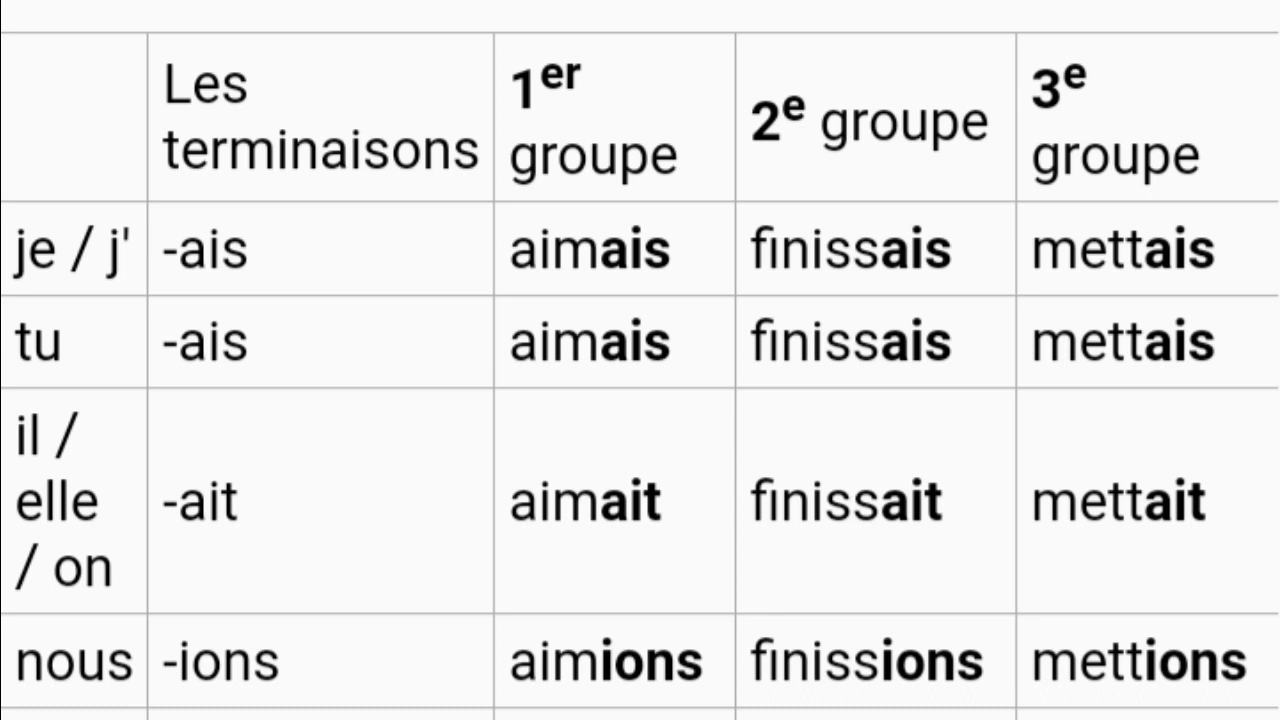 Les terminaisons 1er groupe 2e groupe 3e groupe
je / j' -ais aimais finissais mettais
tu -ais aimais finissais mettais
il / elle / on -ait aimait finissait mettait
nous -ions aimions finissions mettions